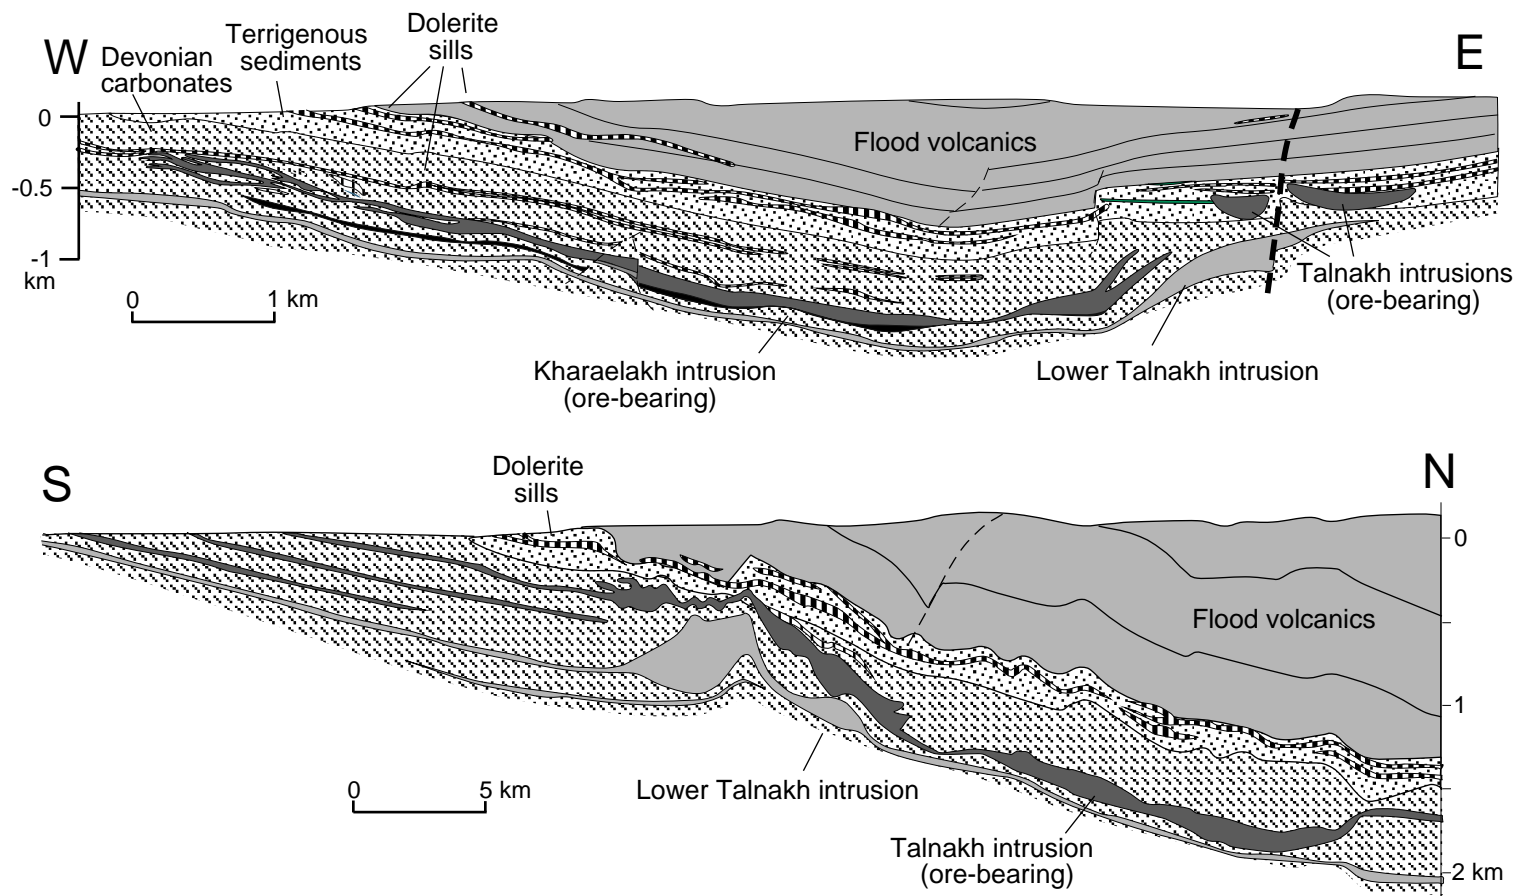 W
E
Devonian
carbonates
Terrigenous
sediments
Dolerite
sills
0
-0.5
-1
km
0 1 km
Flood volcanics
Talnakh intrusions
(ore-bearing)
Kharaelakh intrusion
(ore-bearing)
Lower Talnakh intrusion
S
N
Dolerite
sills
0
1
2 km
Flood volcanics
0 5 km
Lower Talnakh intrusion
Talnakh intrusion
(ore-bearing)